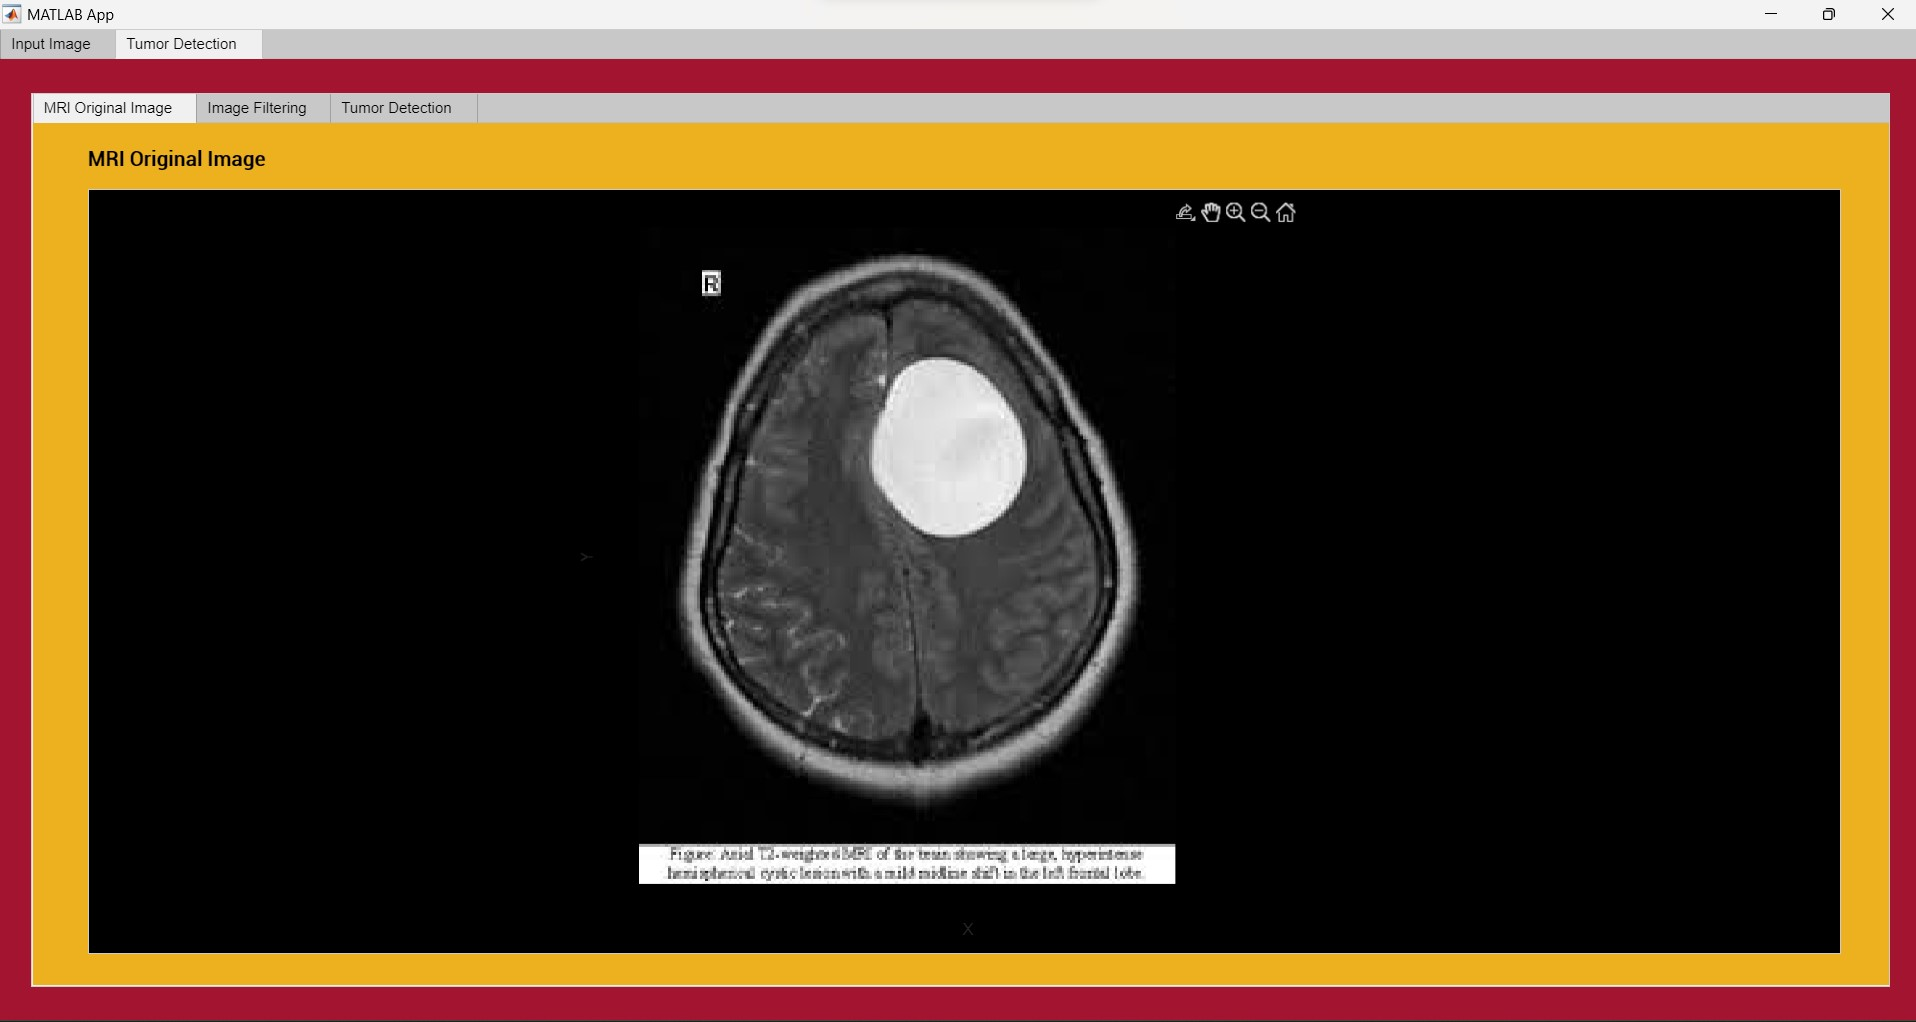 MATLAB App
Input Image Tumor Detection
MRI Original Image Image Filtering Tumor Detection
MRI Original Image
R
Y
Figure: Axial T2-weighted MRI of the brain showing a large, hyperintense
hemispherical cystic lesion with a mild midline shift in the left frontal lobe.
X